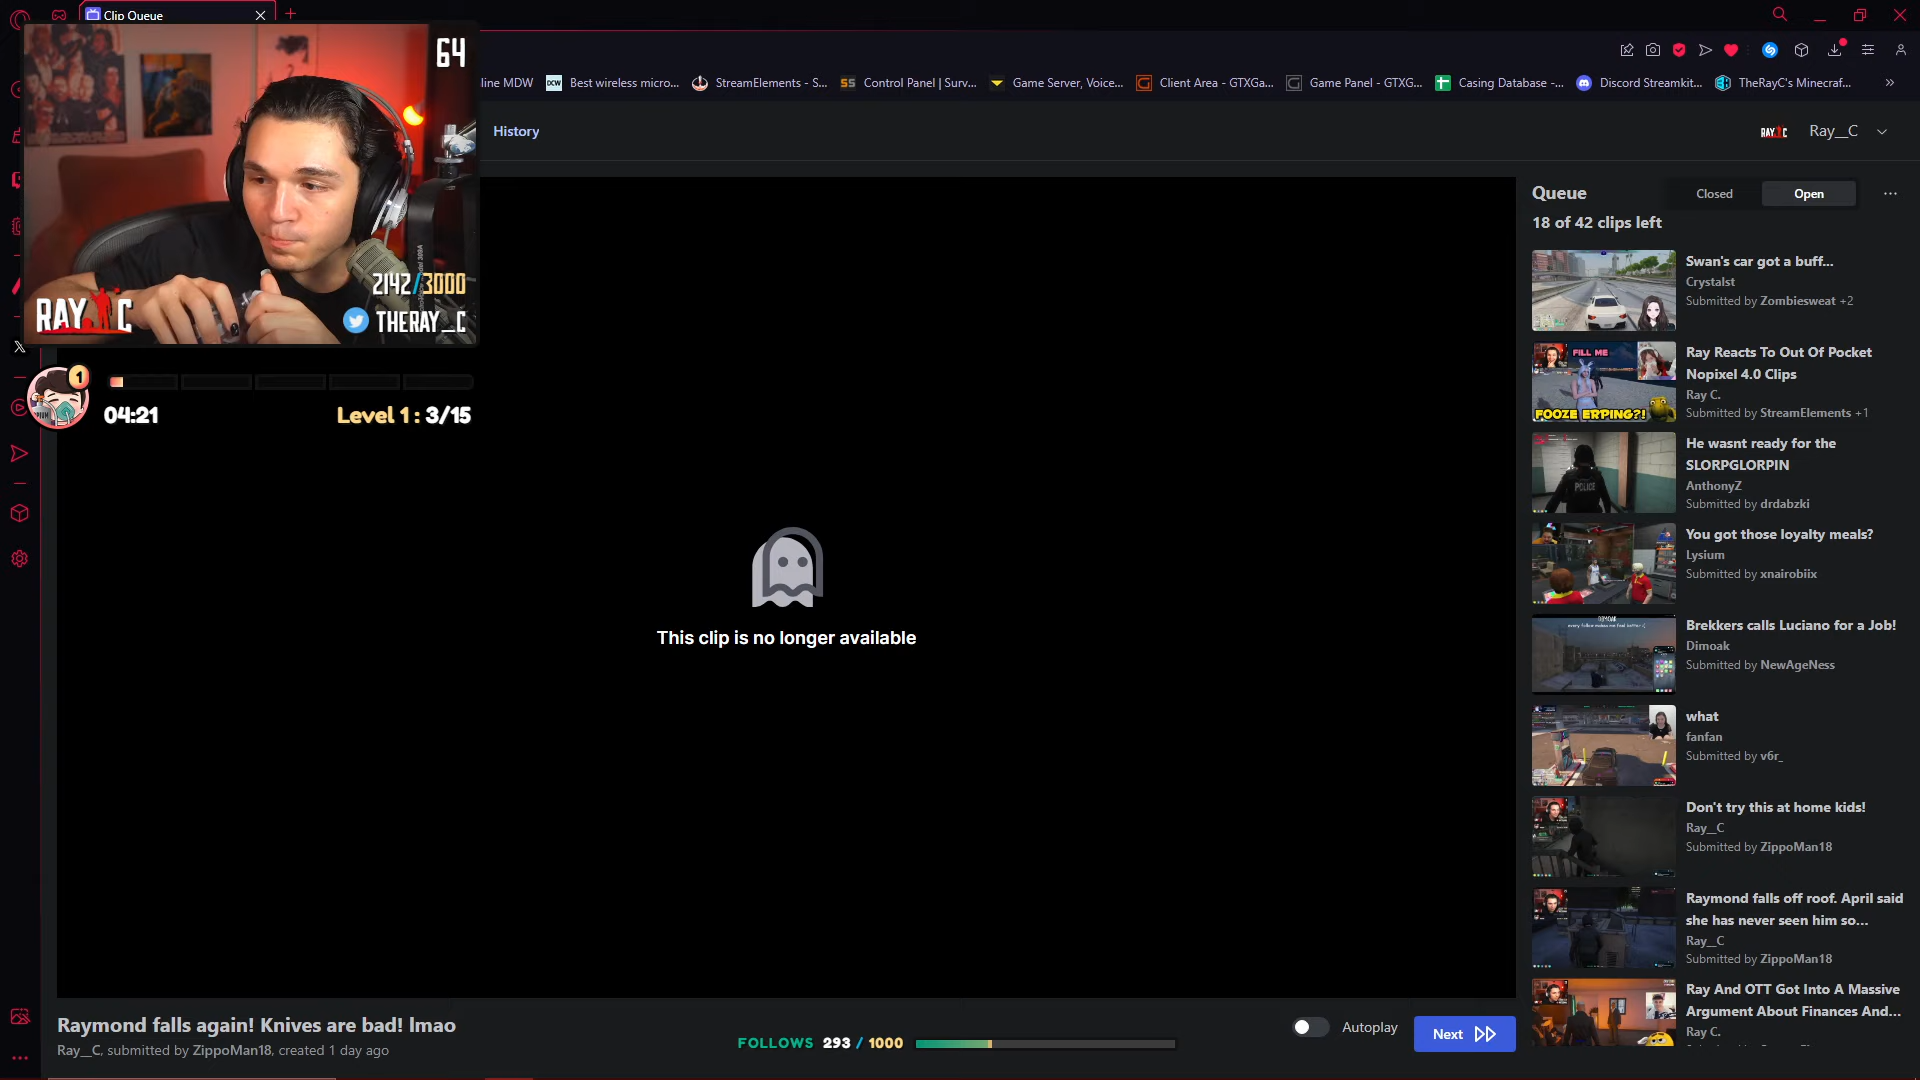 Clip Queue
line MDW
Best wireless micro...
StreamElements - S...
Control Panel | Surv...
Game Server, Voice...
Client Area - GTXGa...
Game Panel - GTXG...
Casing Database -...
Discord Streamkit...
TheRayC's Minecraf...
64
2142/3000
RAY C
THERAY__C
1
04:21
Level 1 : 3/15
History
RAY C
Ray__C
Queue
Closed
Open
18 of 42 clips left
Swan's car got a buff...
Crystalst
Submitted by Zombiesweat +2
FILL ME
FOOZE ERPING?!
Ray Reacts To Out Of Pocket
Nopixel 4.0 Clips
Ray C.
Submitted by StreamElements +1
POLICE
He wasnt ready for the
SLORPGLORPIN
AnthonyZ
Submitted by drdabzki
You got those loyalty meals?
Lysium
Submitted by xnairobiix
Brekkers calls Luciano for a Job!
Dimoak
Submitted by NewAgeNess
what
fanfan
Submitted by v6r_
Don't try this at home kids!
Ray__C
Submitted by ZippoMan18
Raymond falls off roof. April said
she has never seen him so...
Ray__C
Submitted by ZippoMan18
Ray And OTT Got Into A Massive
Argument About Finances And...
Ray C.
This clip is no longer available
Raymond falls again! Knives are bad! lmao
Ray__C, submitted by ZippoMan18, created 1 day ago
FOLLOWS 293 / 1000
Autoplay
Next